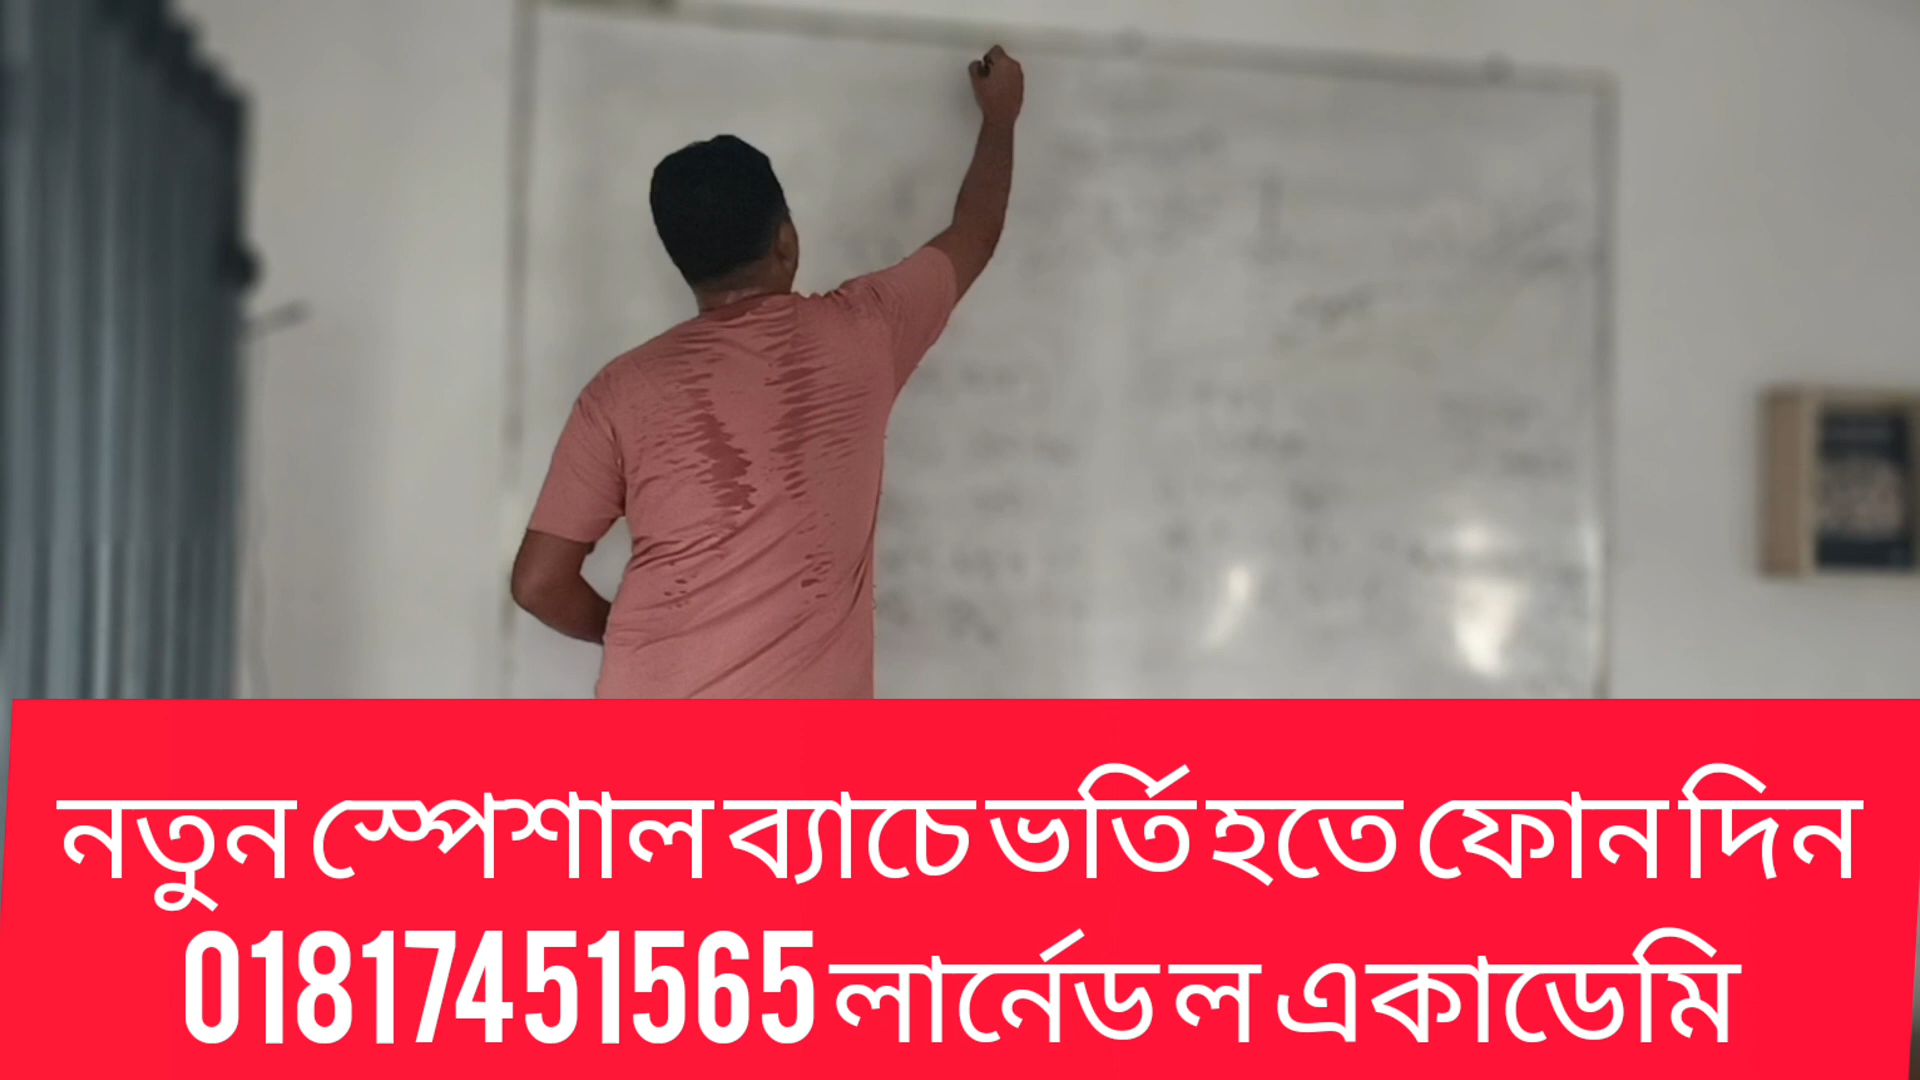 নতুন স্পেশাল ব্যাচে ভর্তি হতে ফোন দিন
01817451565 লার্নেড ল একাডেমি